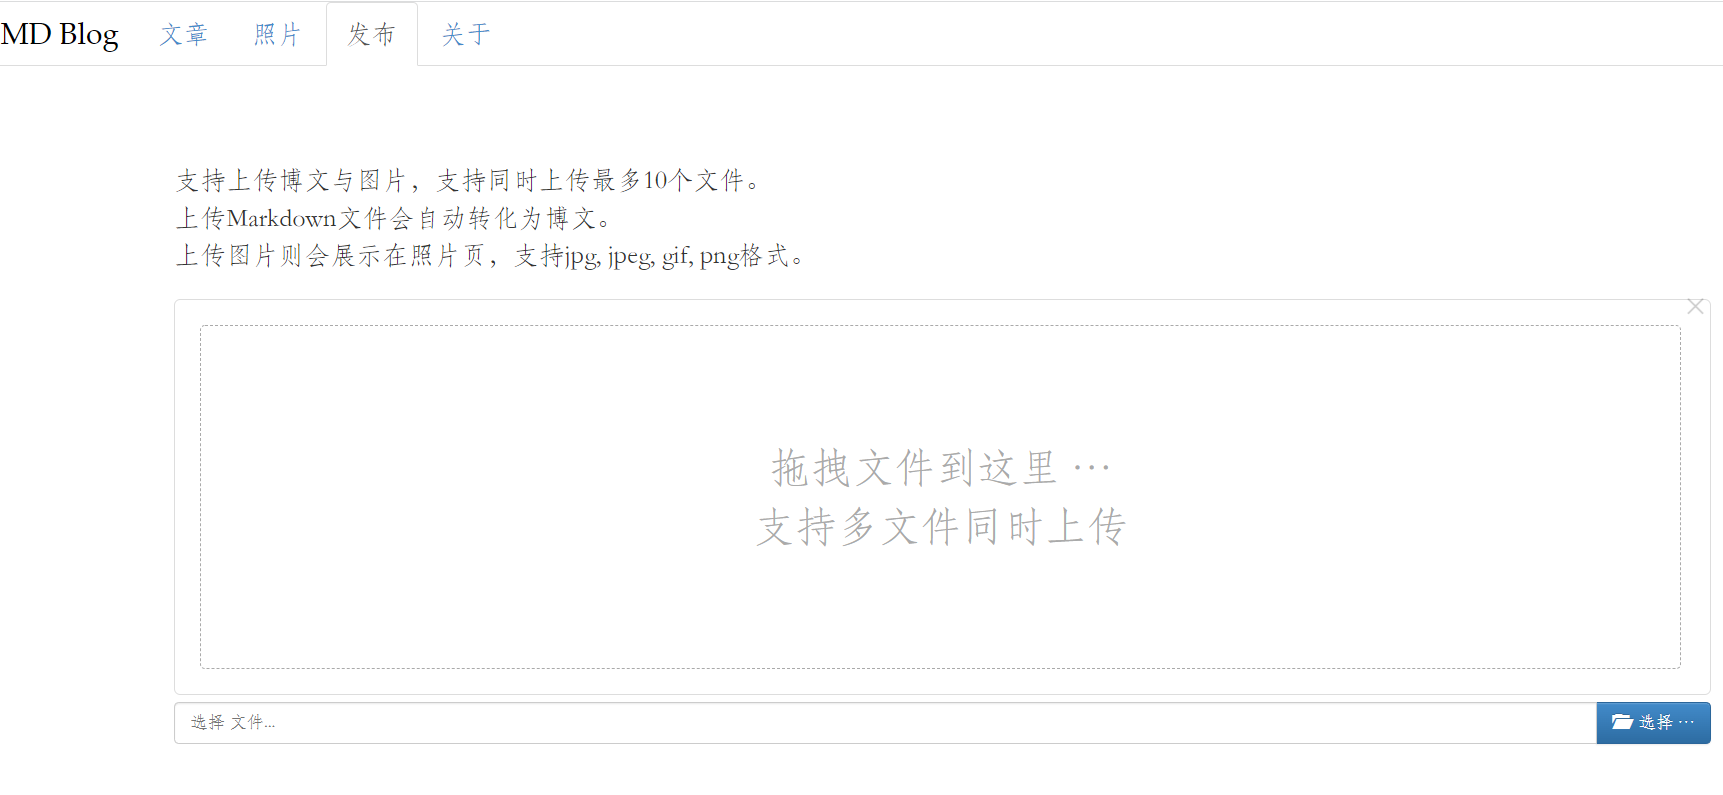 MD Blog 文章 照片 发布 关于
支持上传博文与图片，支持同时上传最多10个文件。
上传Markdown文件会自动转化为博文。
上传图片则会展示在照片页，支持jpg, jpeg, gif, png格式。
拖拽文件到这里 …
支持多文件同时上传
选择 文件... 选择 …